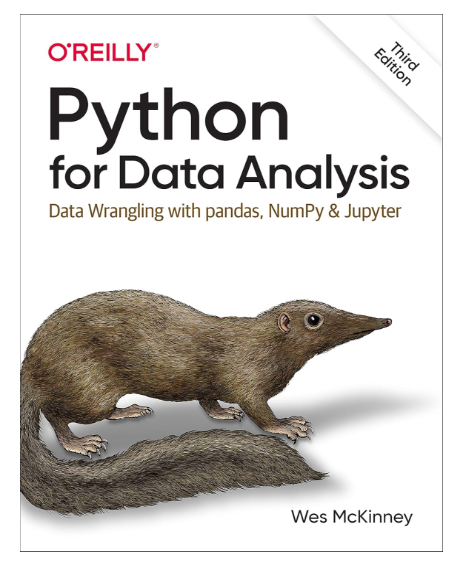 O'REILLY®
Third
Edition
Python
for Data Analysis
Data Wrangling with pandas, NumPy & Jupyter
Wes McKinney